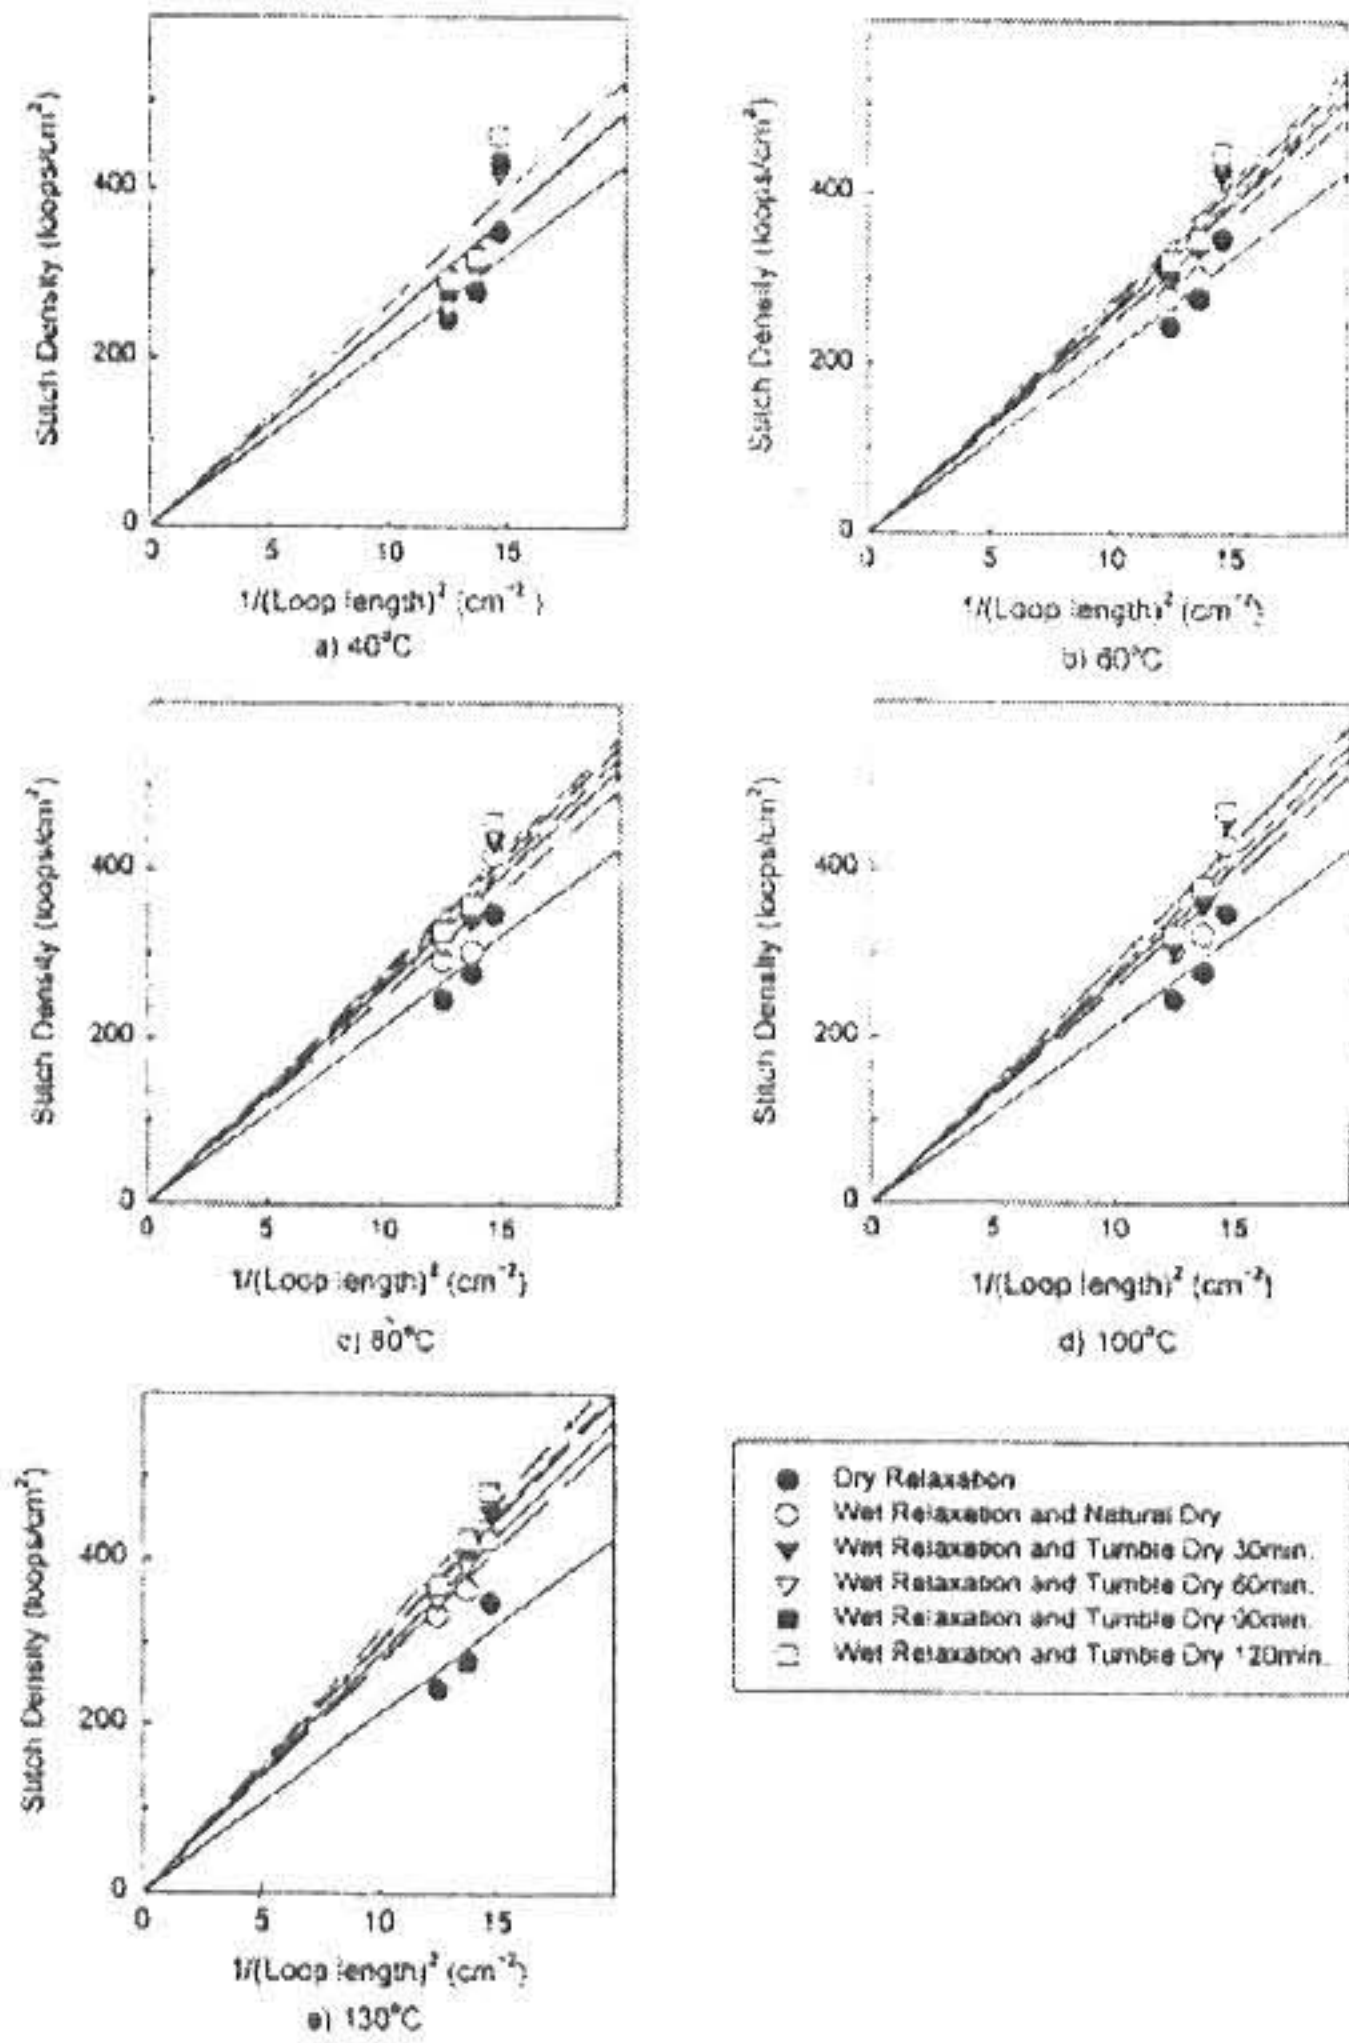 Stitch Density (loops/cm²)
400
200
0
0 5 10 15
1/(Loop length)² (cm⁻²)
a) 40°C
Stitch Density (loops/cm²)
400
200
0
0 5 10 15
1/(Loop length)² (cm⁻²)
b) 60°C
Stitch Density (loops/cm²)
400
200
0
0 5 10 15
1/(Loop length)² (cm⁻²)
c) 80°C
Stitch Density (loops/cm²)
400
200
0
0 5 10 15
1/(Loop length)² (cm⁻²)
d) 100°C
Stitch Density (loops/cm²)
400
200
0
0 5 10 15
1/(Loop length)² (cm⁻²)
e) 130°C
Dry Relaxation
Wet Relaxation and Natural Dry
Wet Relaxation and Tumble Dry 30min.
Wet Relaxation and Tumble Dry 60min.
Wet Relaxation and Tumble Dry 90min.
Wet Relaxation and Tumble Dry 120min.